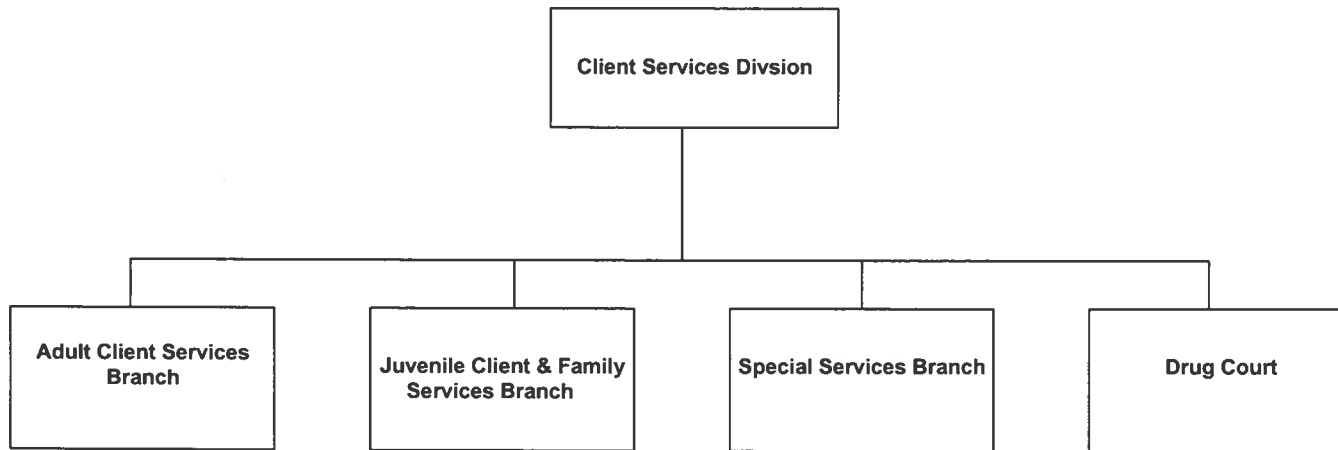 Client Services Divsion
Adult Client Services
Branch
Juvenile Client & Family
Services Branch
Special Services Branch
Drug Court